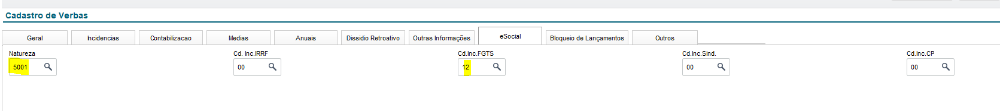 Cadastro de Verbas
Geral Incidencias Contabilizacao Medias Anuais Dissidio Retroativo Outras Informações eSocial Bloqueio de Lançamentos Outros
Natureza Cd. Inc.IRRF Cd.Inc.FGTS Cd.Inc.Sind. Cd.Inc.CP
5001 00 12 00 00